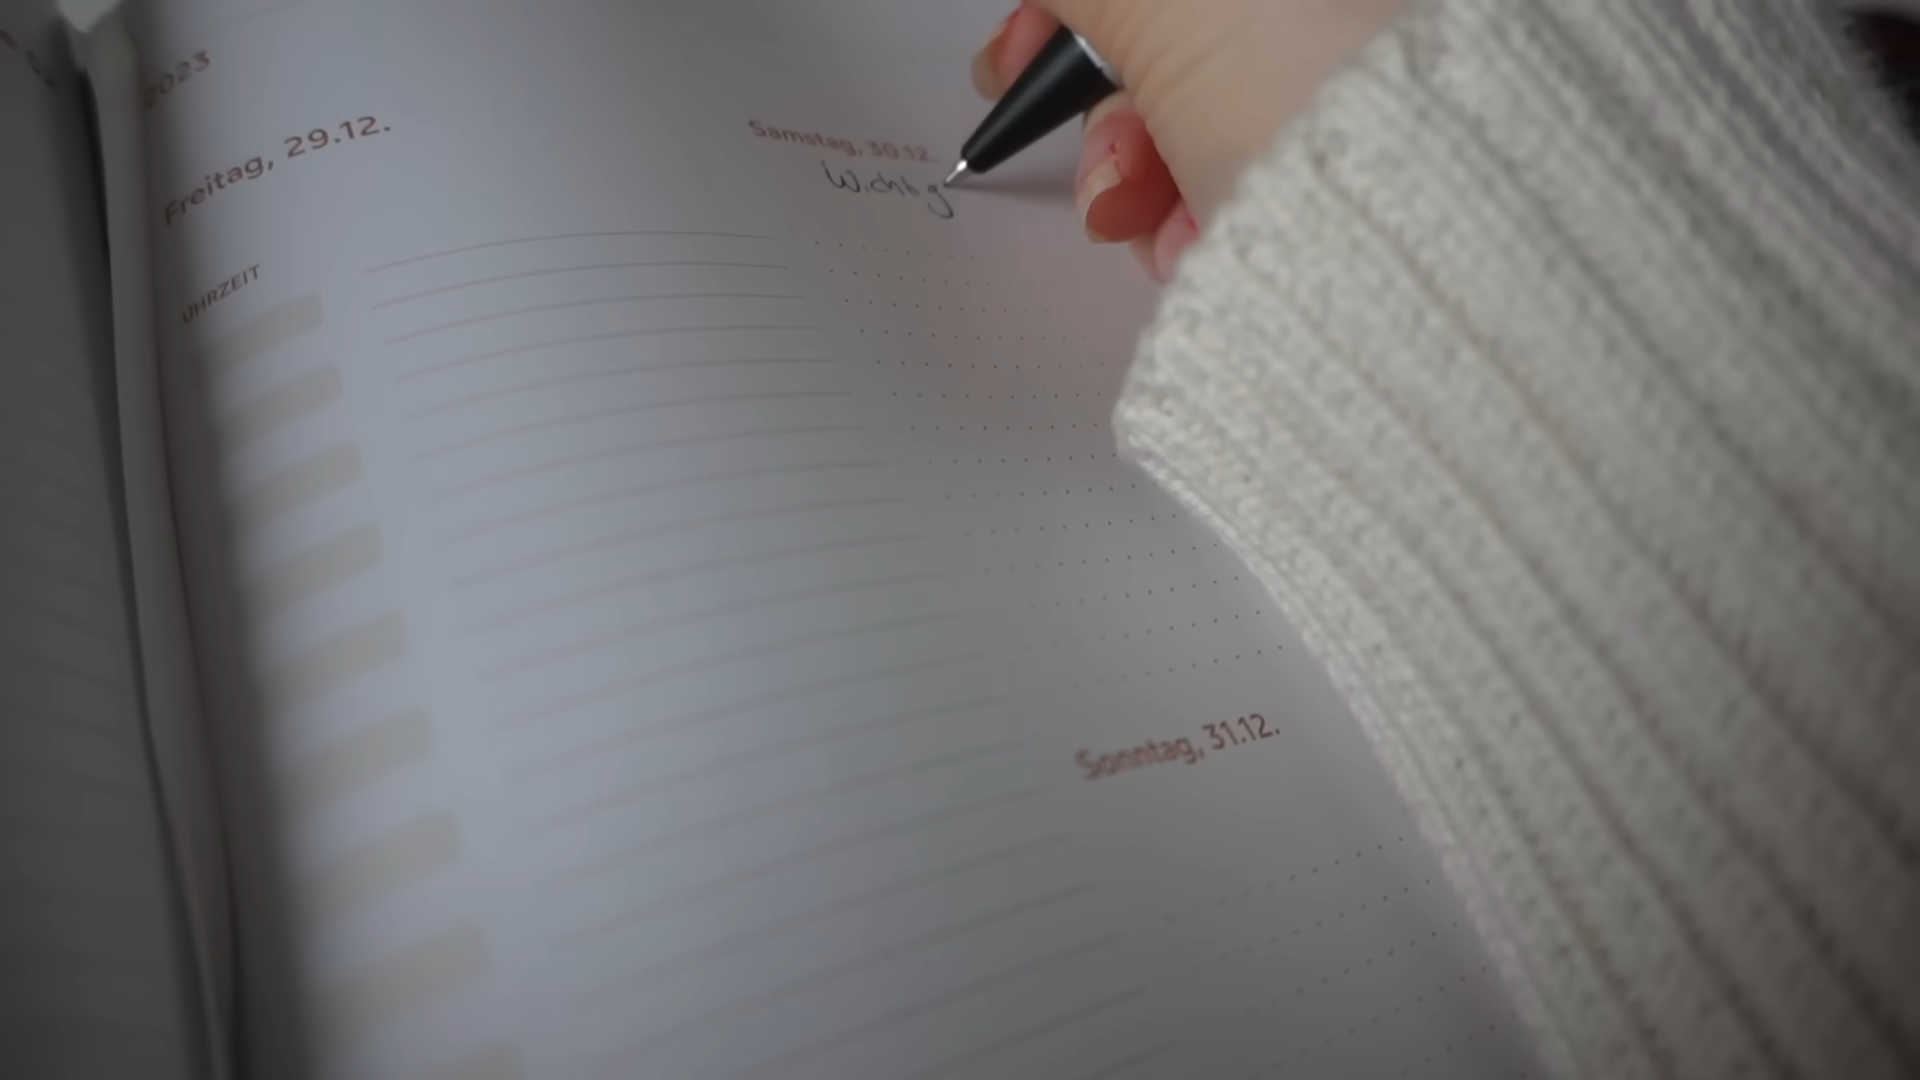 2023
Freitag, 29.12.
UHRZEIT
Samstag, 30.12.
Wichtig
Sonntag, 31.12.